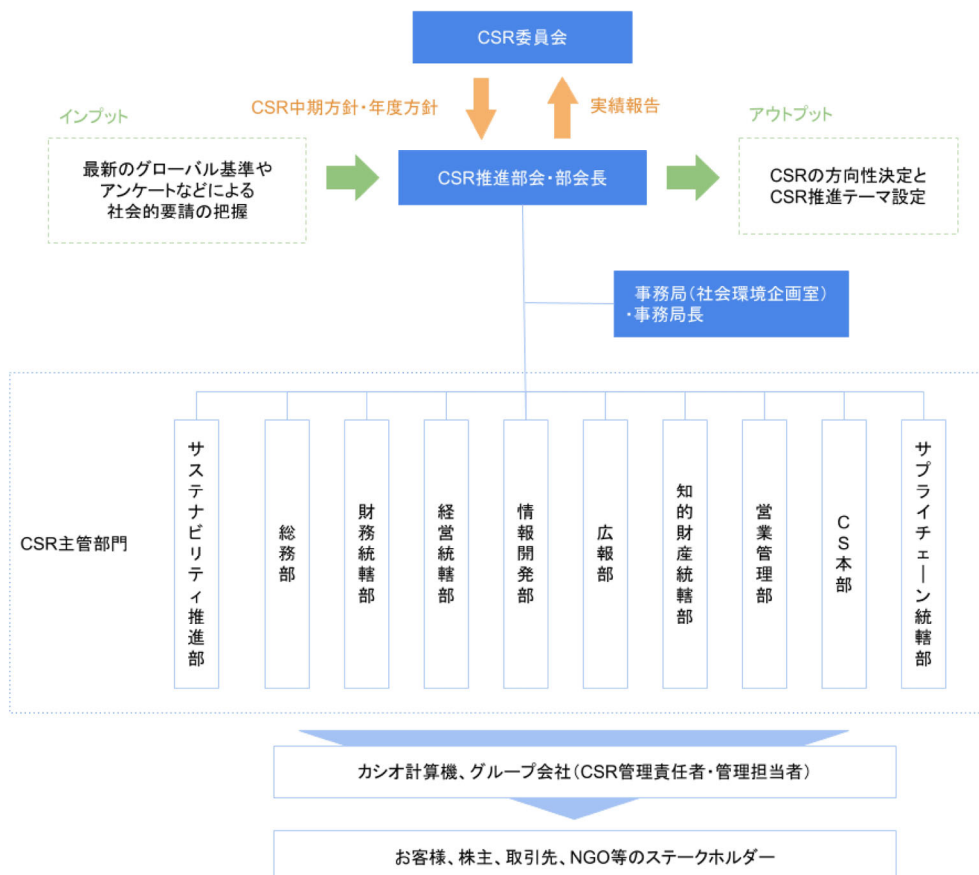 CSR委員会
CSR中期方針・年度方針
実績報告
インプット
アウトプット
最新のグローバル基準や
アンケートなどによる
社会的要請の把握
CSR推進部会・部会長
CSRの方向性決定と
CSR推進テーマ設定
事務局（社会環境企画室）
・事務局長
CSR主管部門
サステナビリティ推進部
総務部
財務統轄部
経営統轄部
情報開発部
広報部
知的財産統轄部
営業管理部
CS本部
サプライチェーン統轄部
カシオ計算機、グループ会社（CSR管理責任者・管理担当者）
お客様、株主、取引先、NGO等のステークホルダー